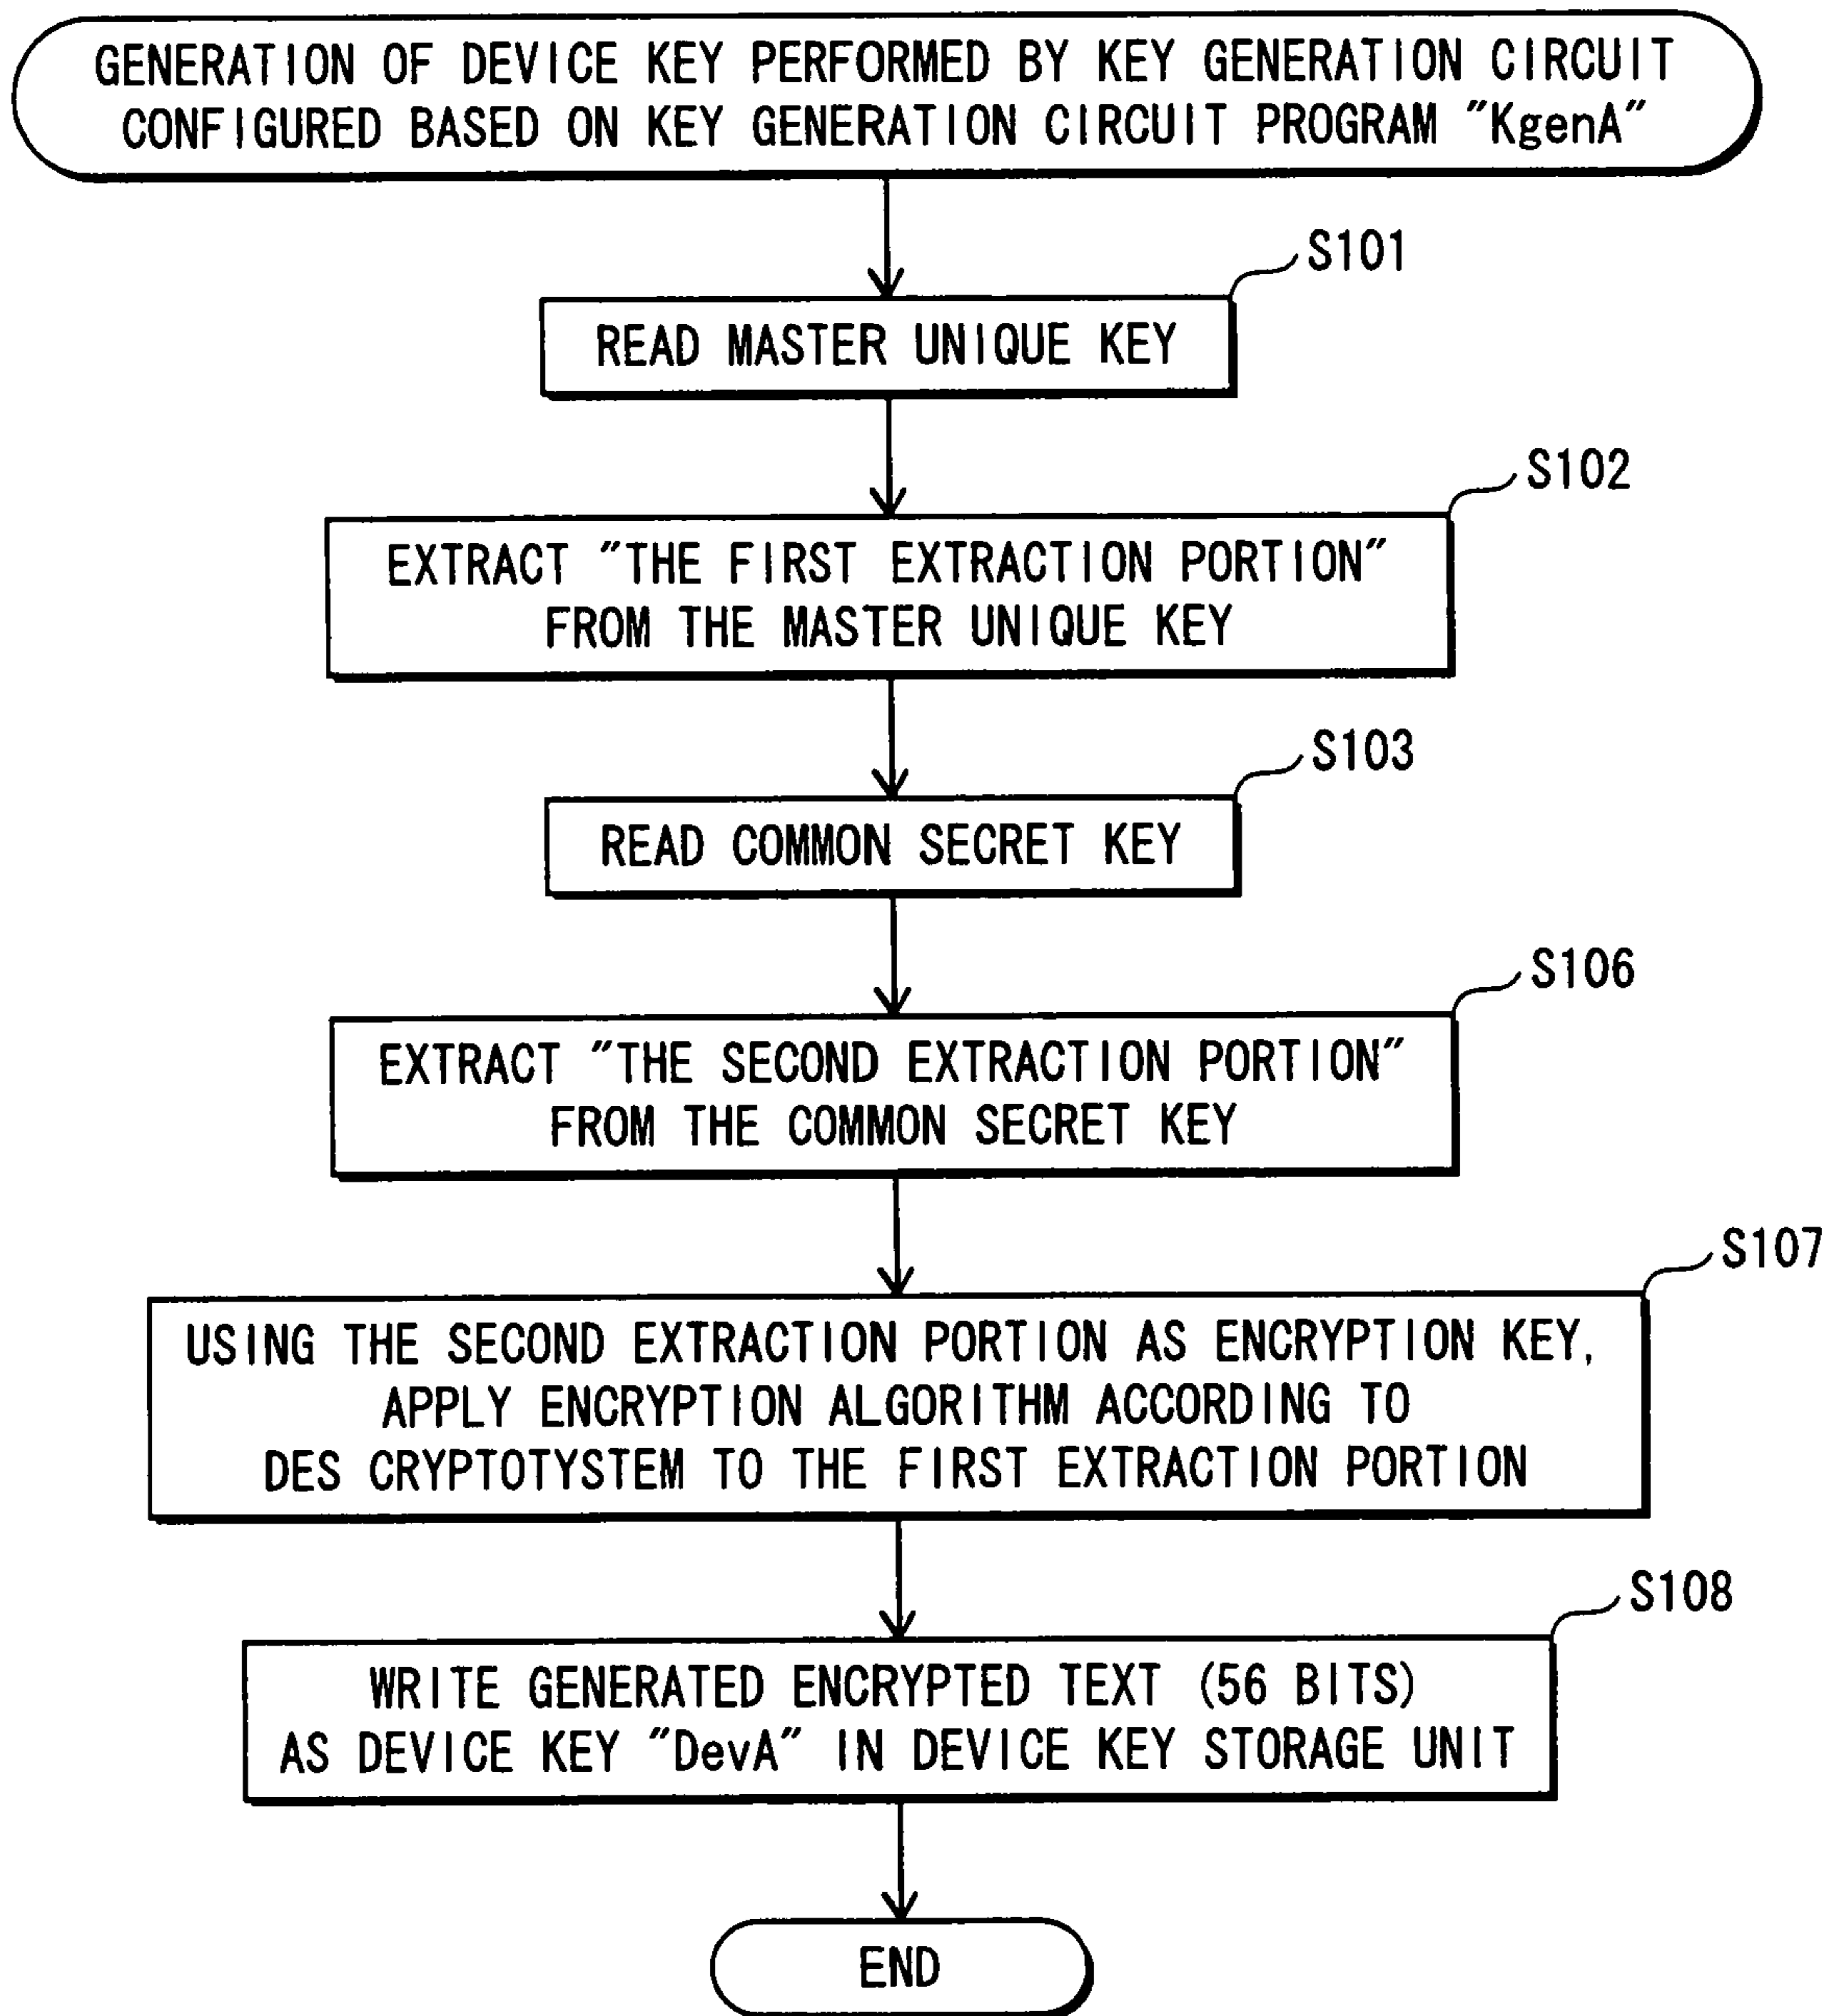 GENERATION OF DEVICE KEY PERFORMED BY KEY GENERATION CIRCUIT
CONFIGURED BASED ON KEY GENERATION CIRCUIT PROGRAM "KgenA"
S101
READ MASTER UNIQUE KEY
S102
EXTRACT "THE FIRST EXTRACTION PORTION"
FROM THE MASTER UNIQUE KEY
S103
READ COMMON SECRET KEY
S106
EXTRACT "THE SECOND EXTRACTION PORTION"
FROM THE COMMON SECRET KEY
S107
USING THE SECOND EXTRACTION PORTION AS ENCRYPTION KEY,
APPLY ENCRYPTION ALGORITHM ACCORDING TO
DES CRYPTOTYSTEM TO THE FIRST EXTRACTION PORTION
S108
WRITE GENERATED ENCRYPTED TEXT (56 BITS)
AS DEVICE KEY "DevA" IN DEVICE KEY STORAGE UNIT
END